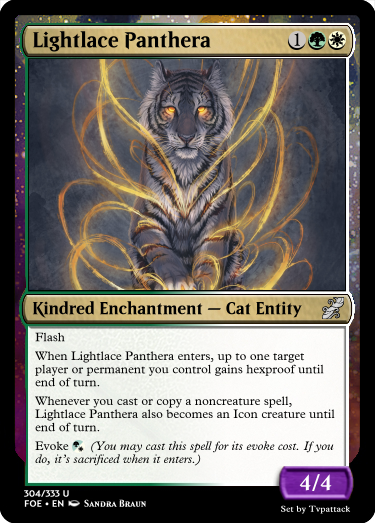 Lightlace Panthera 1
Kindred Enchantment — Cat Entity
Flash
When Lightlace Panthera enters, up to one target
player or permanent you control gains hexproof until
end of turn.
Whenever you cast or copy a noncreature spell,
Lightlace Panthera also becomes an Icon creature until
end of turn.
Evoke (You may cast this spell for its evoke cost. If you
do, it's sacrificed when it enters.)
4/4
304/333 U
FOE • EN Sandra Braun
Set by Tvpattack